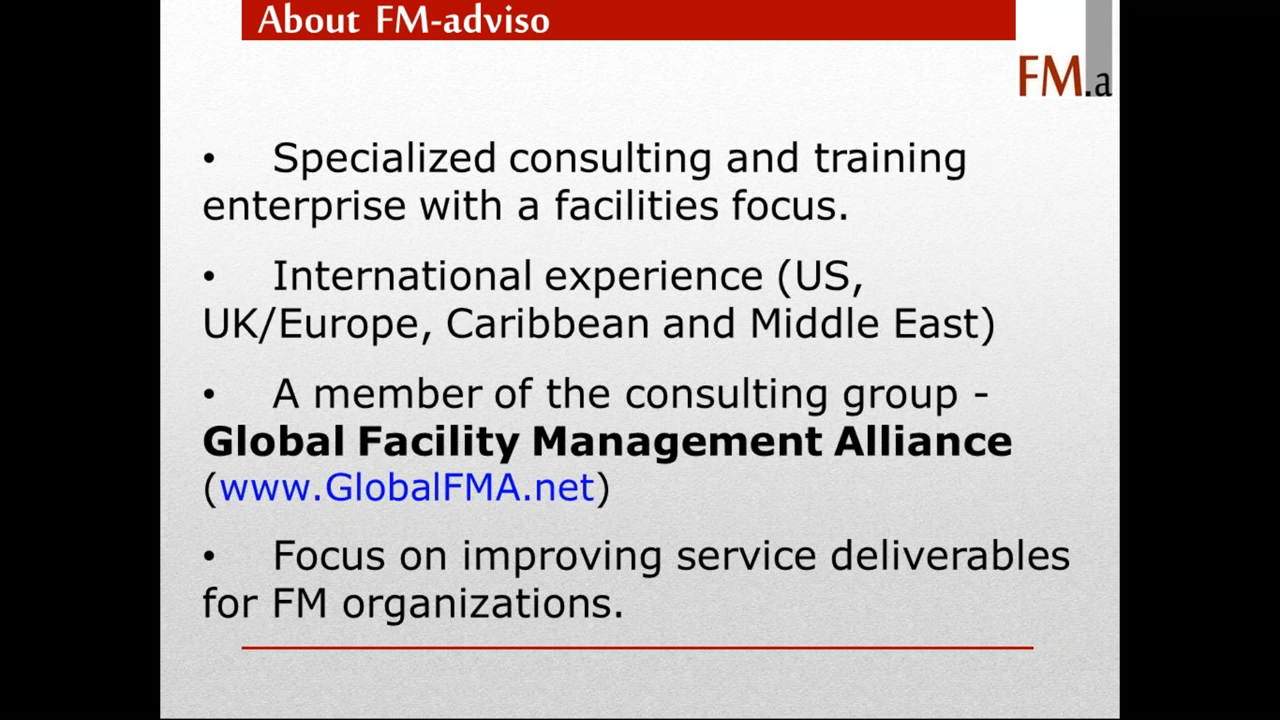 About FM-adviso
FM.a
• Specialized consulting and training
enterprise with a facilities focus.
• International experience (US,
UK/Europe, Caribbean and Middle East)
• A member of the consulting group -
Global Facility Management Alliance
(www.GlobalFMA.net)
• Focus on improving service deliverables
for FM organizations.